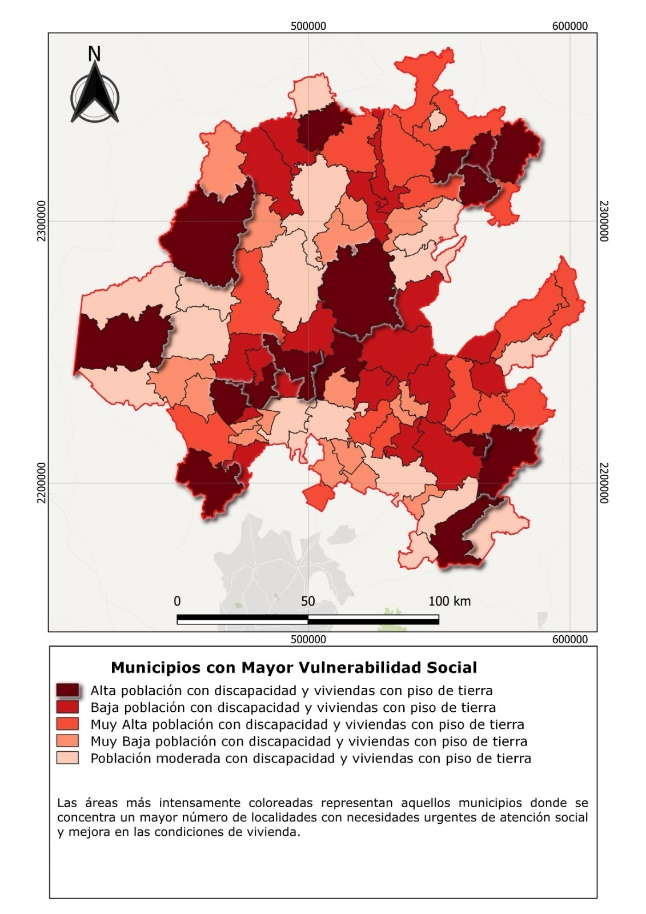 500000
600000
N
2300000
2300000
2200000
2200000
0
50
100 km
500000
600000
Municipios con Mayor Vulnerabilidad Social
Alta población con discapacidad y viviendas con piso de tierra
Baja población con discapacidad y viviendas con piso de tierra
Muy Alta población con discapacidad y viviendas con piso de tierra
Muy Baja población con discapacidad y viviendas con piso de tierra
Población moderada con discapacidad y viviendas con piso de tierra
Las áreas más intensamente coloreadas representan aquellos municipios donde se
concentra un mayor número de localidades con necesidades urgentes de atención social
y mejora en las condiciones de vivienda.